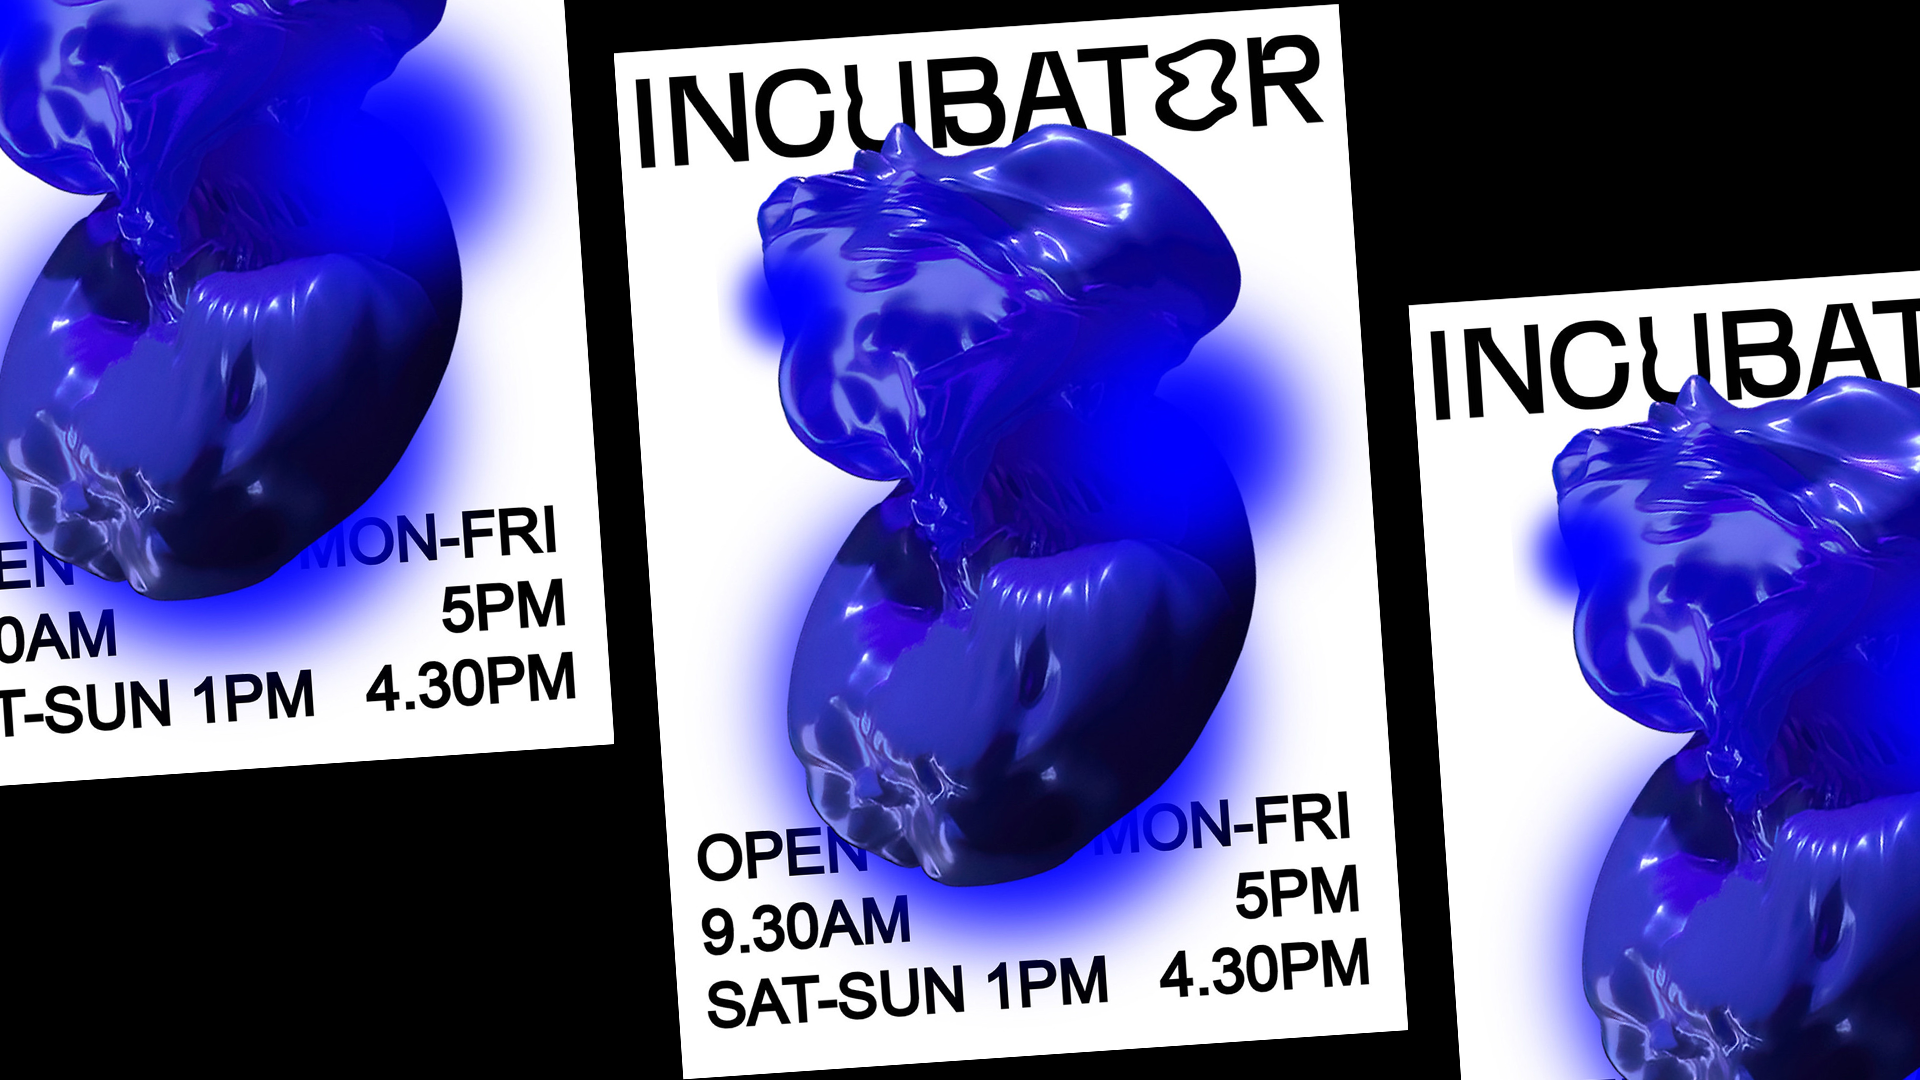 EN MON-FRI
0AM 5PM
T-SUN 1PM 4.30PM
INCUBATOR
OPEN MON-FRI
9.30AM 5PM
SAT-SUN 1PM 4.30PM
INCUBAT